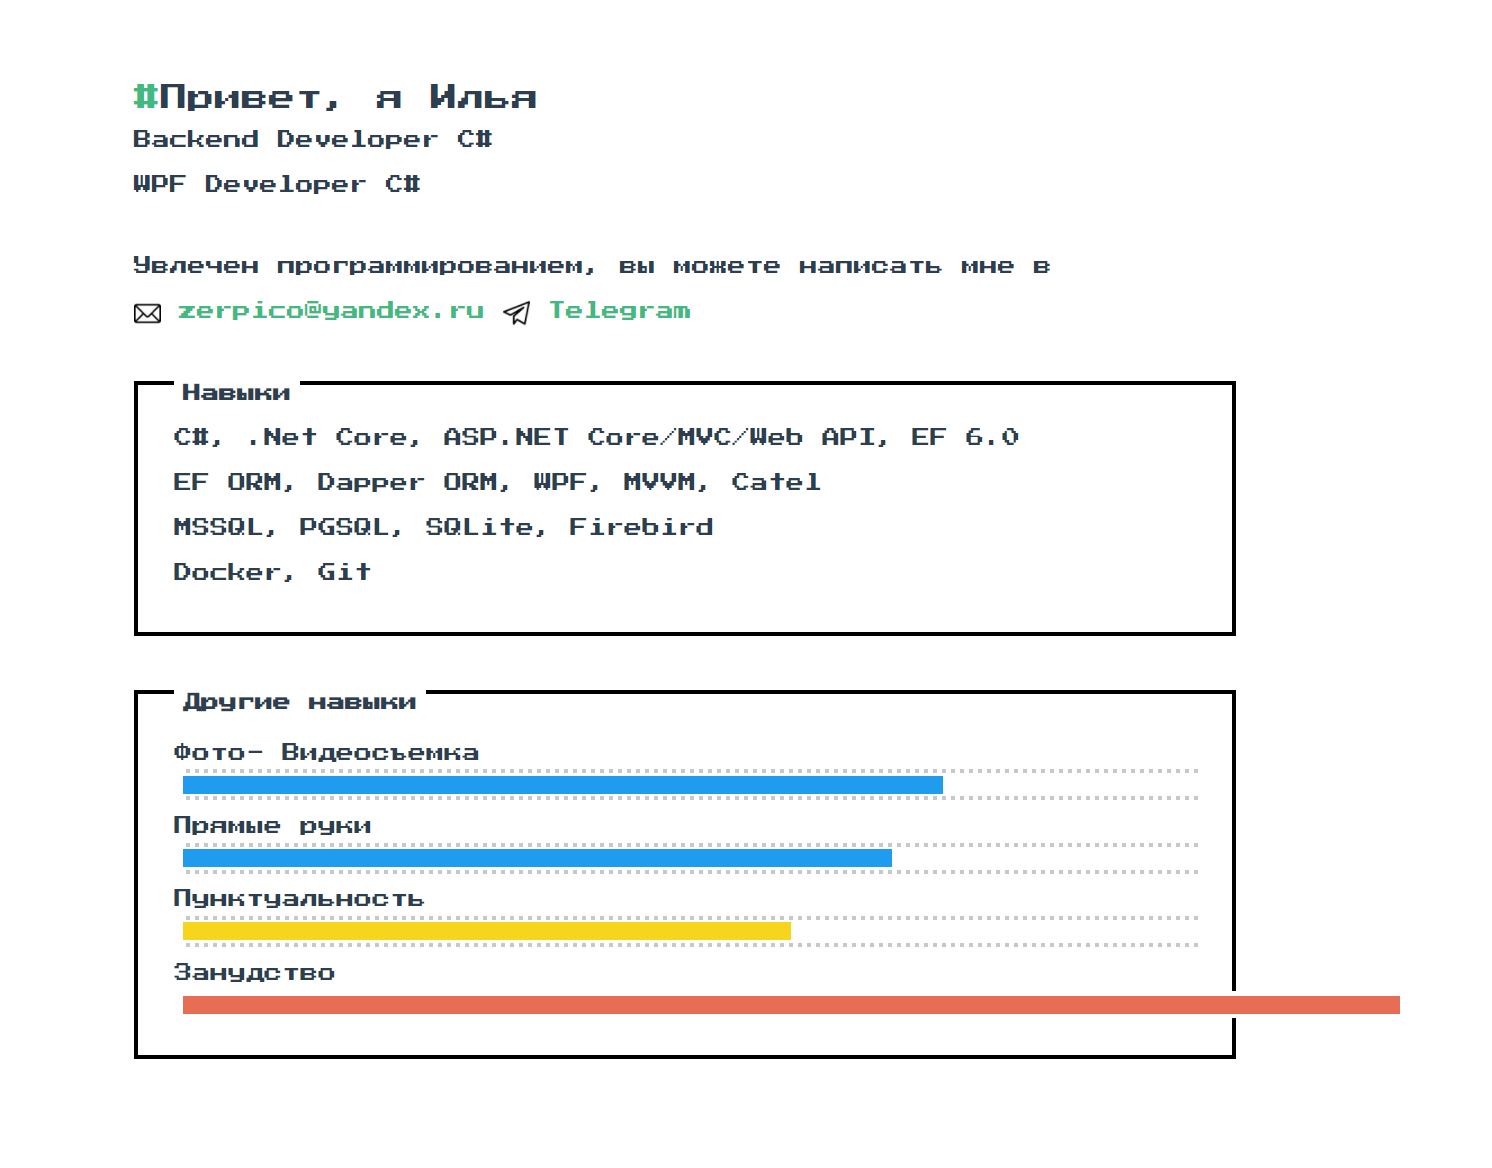 #Привет, я Илья
Backend Developer C#
WPF Developer C#
Увлечен программированием, вы можете написать мне в
zerpico@yandex.ru Telegram
Навыки
C#, .Net Core, ASP.NET Core/MVC/Web API, EF 6.0
EF ORM, Dapper ORM, WPF, MVVM, Catel
MSSQL, PGSQL, SQLite, Firebird
Docker, Git
Другие навыки
Фото- Видеосъемка
Прямые руки
Пунктуальность
Занудство